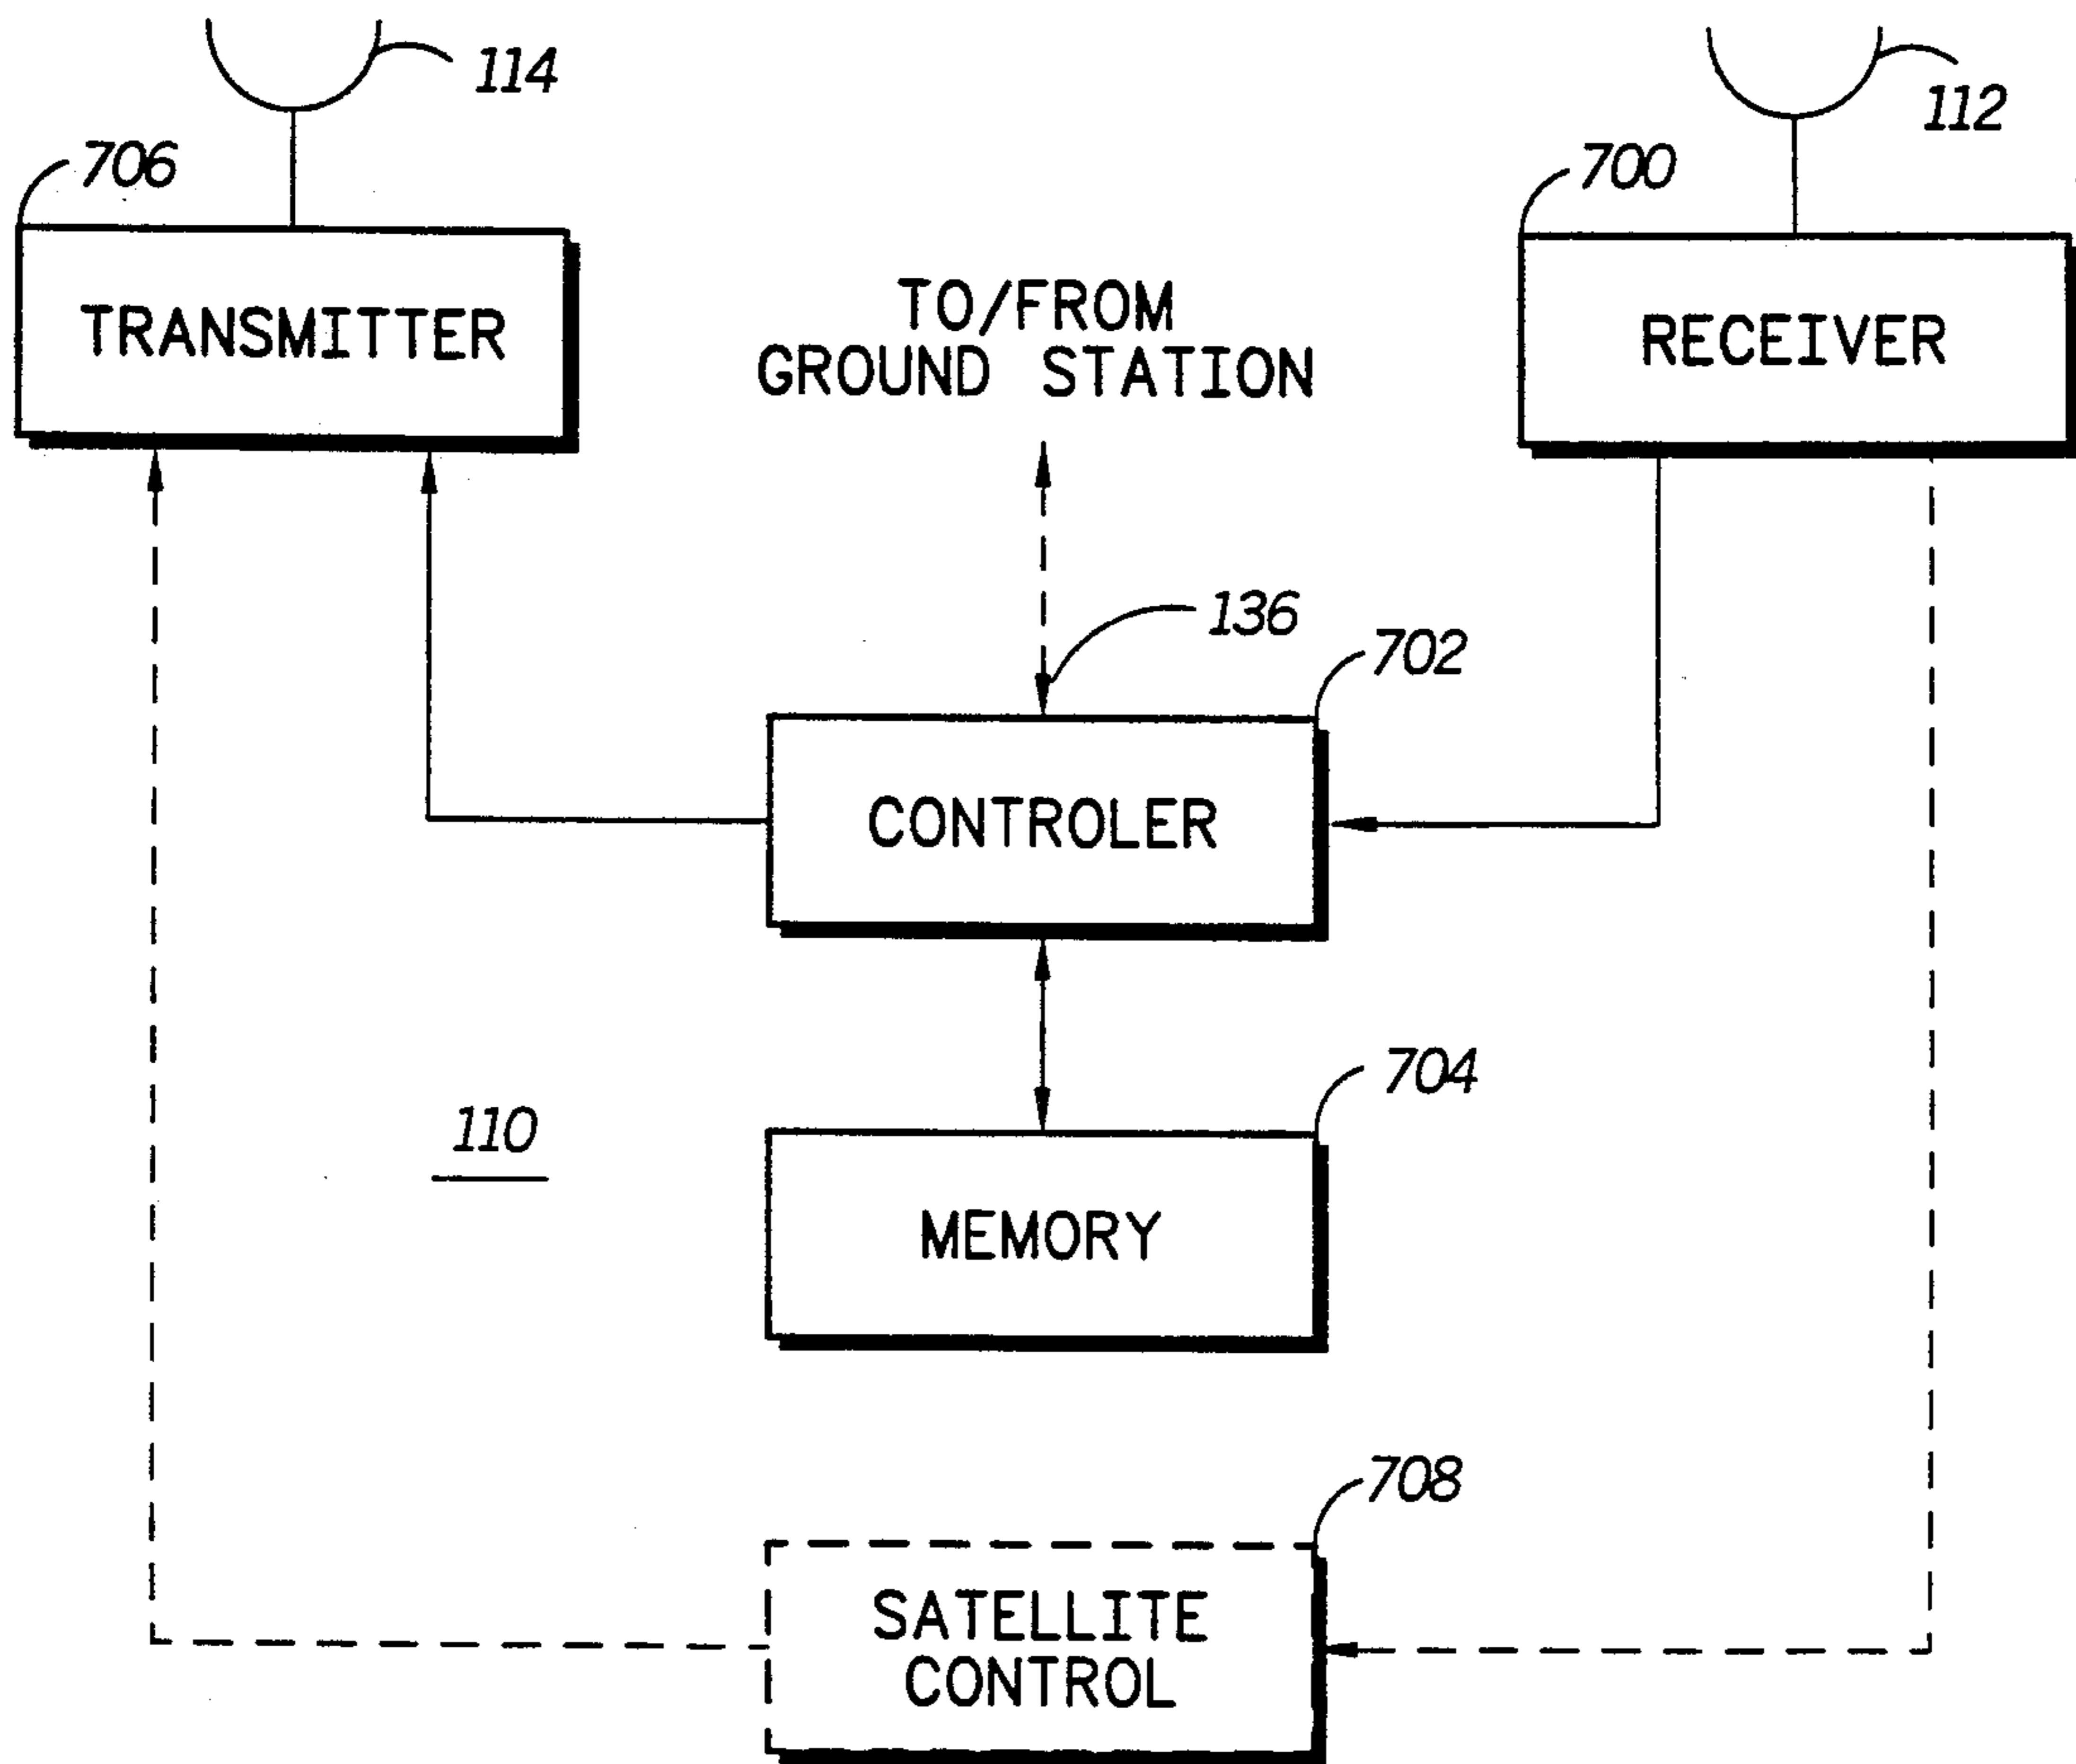 114
112
706
700
TRANSMITTER
TO/FROM
GROUND STATION
RECEIVER
136
702
CONTROLER
704
110
MEMORY
708
SATELLITE
CONTROL